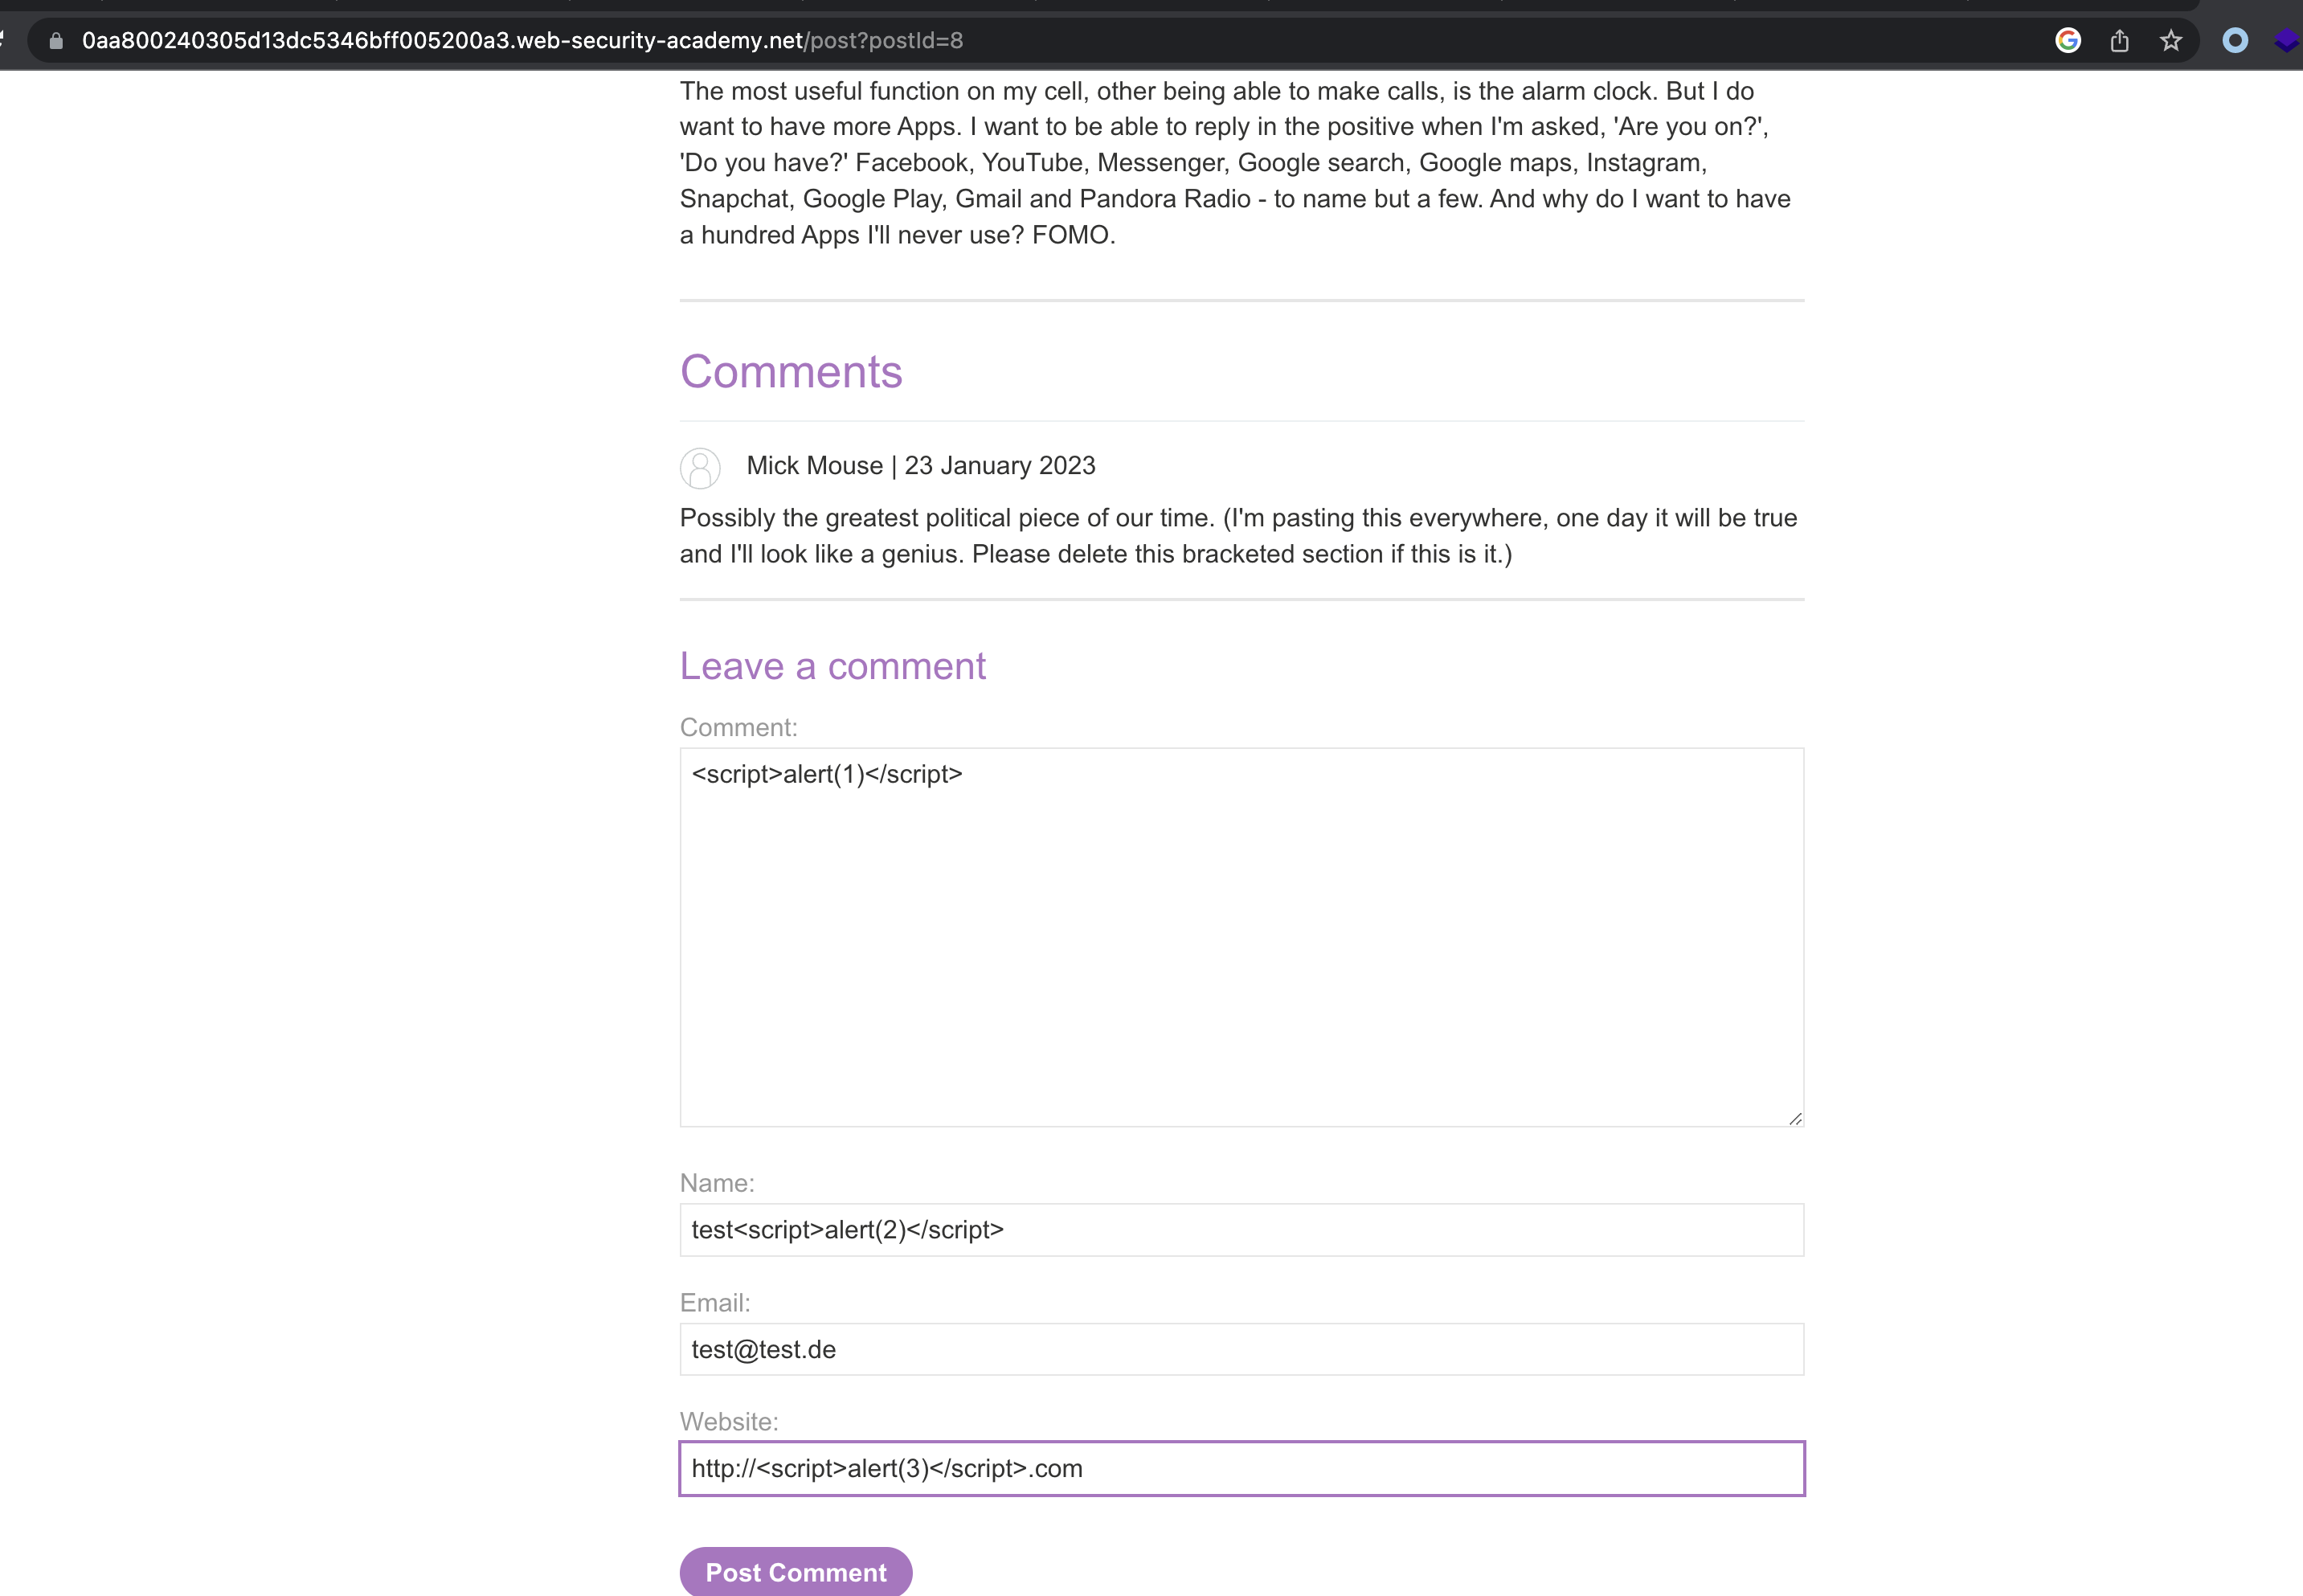 0aa800240305d13dc5346bff005200a3.web-security-academy.net/post?postId=8
The most useful function on my cell, other being able to make calls, is the alarm clock. But I do
want to have more Apps. I want to be able to reply in the positive when I'm asked, 'Are you on?',
'Do you have?' Facebook, YouTube, Messenger, Google search, Google maps, Instagram,
Snapchat, Google Play, Gmail and Pandora Radio - to name but a few. And why do I want to have
a hundred Apps I'll never use? FOMO.
Comments
Mick Mouse | 23 January 2023
Possibly the greatest political piece of our time. (I'm pasting this everywhere, one day it will be true
and I'll look like a genius. Please delete this bracketed section if this is it.)
Leave a comment
Comment:
<script>alert(1)</script>
Name:
test<script>alert(2)</script>
Email:
test@test.de
Website:
http://<script>alert(3)</script>.com
Post Comment